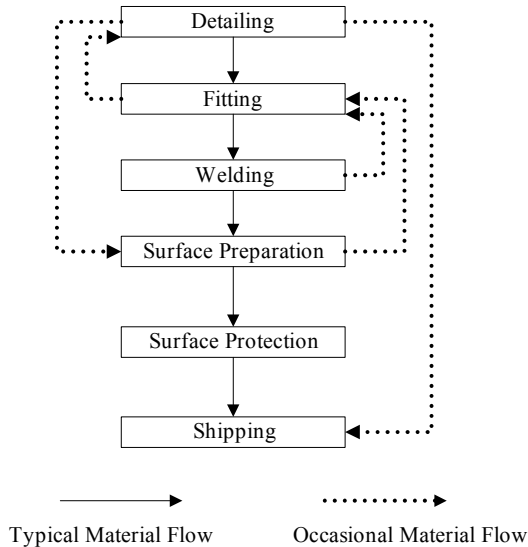 Detailing
Fitting
Welding
Surface Preparation
Surface Protection
Shipping
Typical Material Flow
Occasional Material Flow